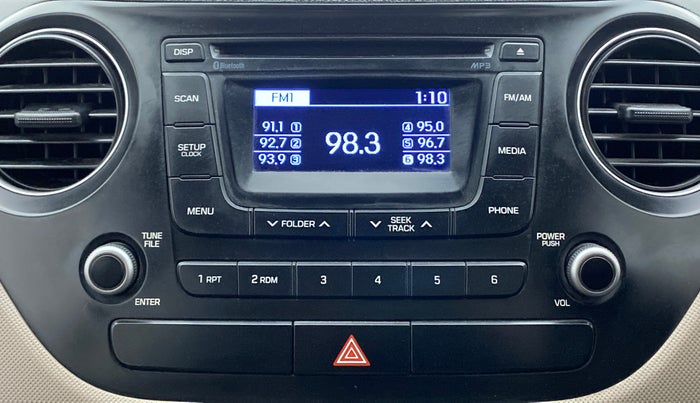 DISP
Bluetooth
MP3
SCAN
FM1 1:10
FM/AM
91.1 1 4 95.0
SETUP
CLOCK
92.7 2 98.3 5 96.7
MEDIA
93.9 3 6 98.3
MENU
FOLDER
SEEK
TRACK
PHONE
TUNE
FILE
POWER
PUSH
1 RPT 2 RDM 3 4 5 6
ENTER
VOL